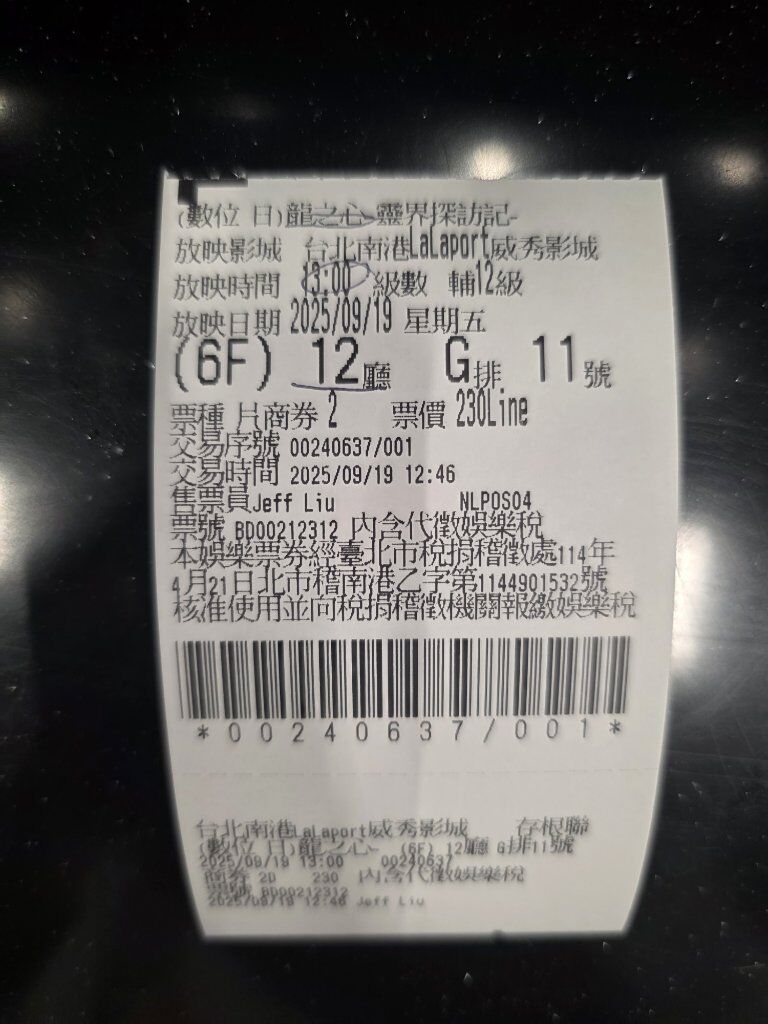 (數位 日)龍之心-靈界探訪記-
放映影城 台北南港LaLaport威秀影城
放映時間 13:00 級數 輔12級
放映日期 2025/09/19 星期五
(6F) 12廳 G排 11號
票種 片商券2 票價 230Line
交易序號 00240637/001
交易時間 2025/09/19 12:46
售票員Jeff Liu NLPOS04
票號 BD00212312 內含代徵娛樂稅
本娛樂票券經臺北市稅捐稽徵處114年
4月21日北市稽南港乙字第1144901532號
核准使用並向稅捐稽徵機關報繳娛樂稅
*00240637/001*
台北南港LaLaport威秀影城 存根聯
(數位 日)龍之心- (6F) 12廳 G排11號
2025/09/19 13:00 00240637
商券 2D 230 內含代徵娛樂稅
票號 BD00212312
2025/09/19 12:46 Jeff Liu